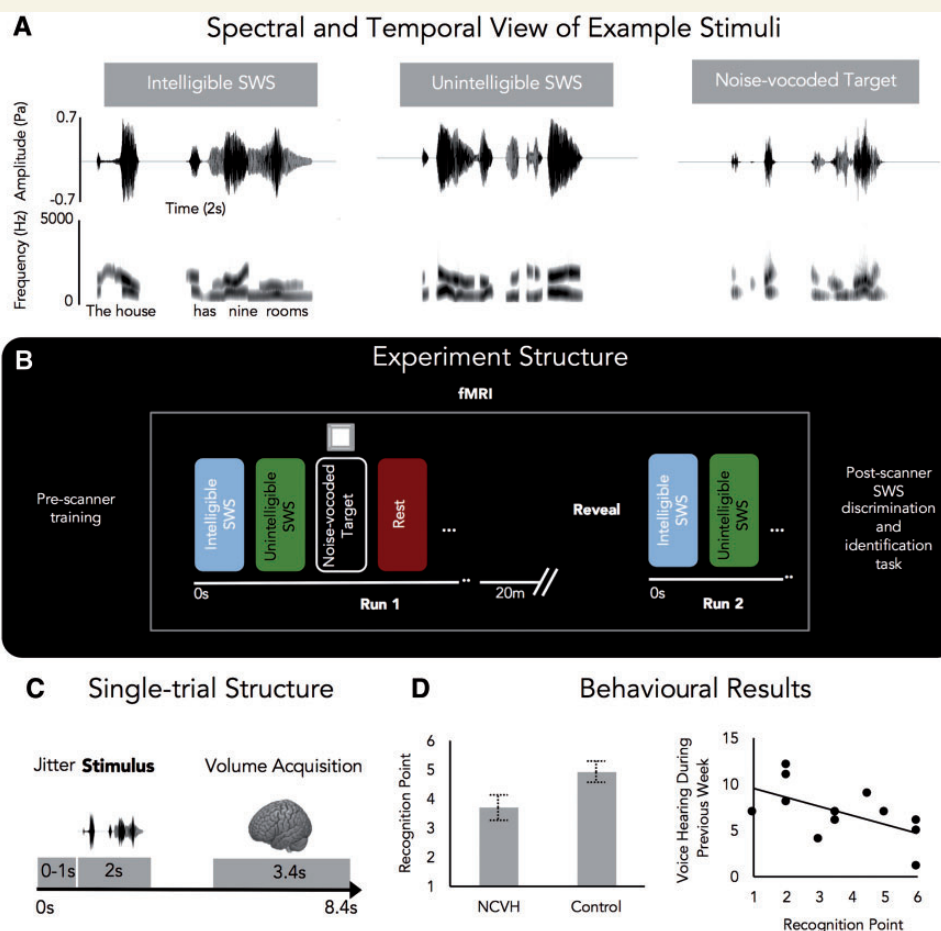 A
Spectral and Temporal View of Example Stimuli
Intelligible SWS
Unintelligible SWS
Noise-vocoded Target
Amplitude (Pa)
0.7
-0.7
Time (2s)
Frequency (Hz)
5000
0
The house has nine rooms
B
Experiment Structure
fMRI
Pre-scanner
training
Intelligible
SWS
Unintelligible
SWS
Noise-vocoded
Target
Rest
...
0s
Run 1
..
20m
Reveal
Intelligible
SWS
Unintelligible
SWS
...
0s
Run 2
..
Post-scanner
SWS
discrimination
and
identification
task
C
Single-trial Structure
Jitter Stimulus
Volume Acquisition
0-1s
2s
3.4s
0s
8.4s
D
Behavioural Results
Recognition Point
6
5
4
3
2
1
NCVH
Control
Voice Hearing During
Previous Week
15
10
5
0
1 2 3 4 5 6
Recognition Point